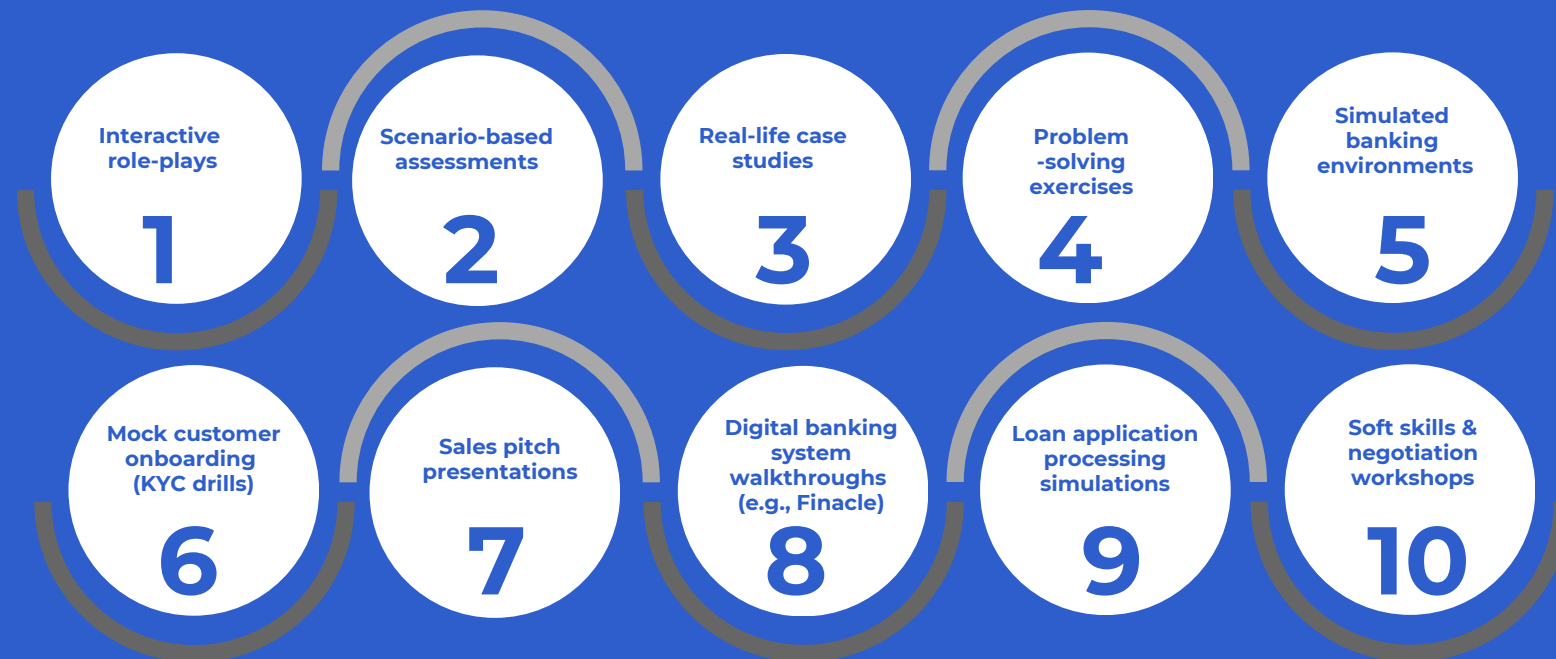 Interactive
role-plays
1
Scenario-based
assessments
2
Real-life case
studies
3
Problem
-solving
exercises
4
Simulated
banking
environments
5
Mock customer
onboarding
(KYC drills)
6
Sales pitch
presentations
7
Digital banking
system
walkthroughs
(e.g., Finacle)
8
Loan application
processing
simulations
9
Soft skills &
negotiation
workshops
10